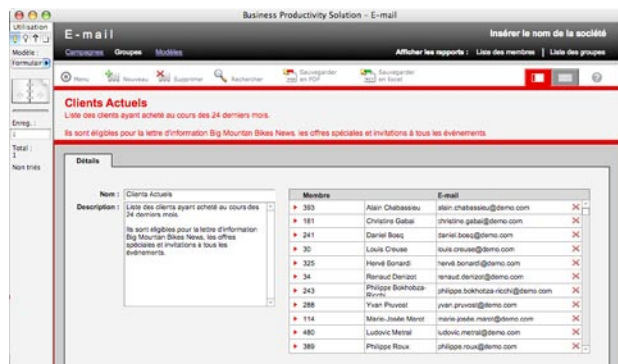 Business Productivity Solution – E-mail
Utilisation
E-mail
Insérer le nom de la société
Modèle :
Formulair
Campagnes Groupes Modèles
Afficher les rapports : Liste des membres | Liste des groupes
Menu Nouveau Supprimer Rechercher Sauvegarder en PDF Sauvegarder en Excel
Enreg. :
1
Total :
1
Non triés
Clients Actuels
Liste des clients ayant acheté au cours des 24 derniers mois.
Ils sont éligibles pour la lettre d'information Big Mountan Bikes News, les offres spéciales et invitations à tous les événements.
Détails
Nom : Clients Actuels
Description : Liste des clients ayant acheté au cours des
24 derniers mois.
Ils sont éligibles pour la lettre d'information
Big Mountan Bikes News, les offres
spéciales et invitations à tous les
événements.
Membre E-mail
393 Alain Chabassieu alain.chabassieu@demo.com
181 Christine Gabai christine.gabai@demo.com
241 Daniel Bosq daniel.bosq@demo.com
30 Louis Creuse louis.creuse@demo.com
325 Hervé Bonardi hervé.bonardi@demo.com
34 Renaud Derrizot renaud.derrizot@demo.com
243 Philippe Bokhobza-Ricchi philippe.bokhobza-ricchi@demo.com
288 Yvan Pruvost yvan.pruvost@demo.com
114 Marie-Josée Marot marie-josée.marot@demo.com
480 Ludovic Metral ludovic.metral@demo.com
389 Philippe Roux philippe.roux@demo.com